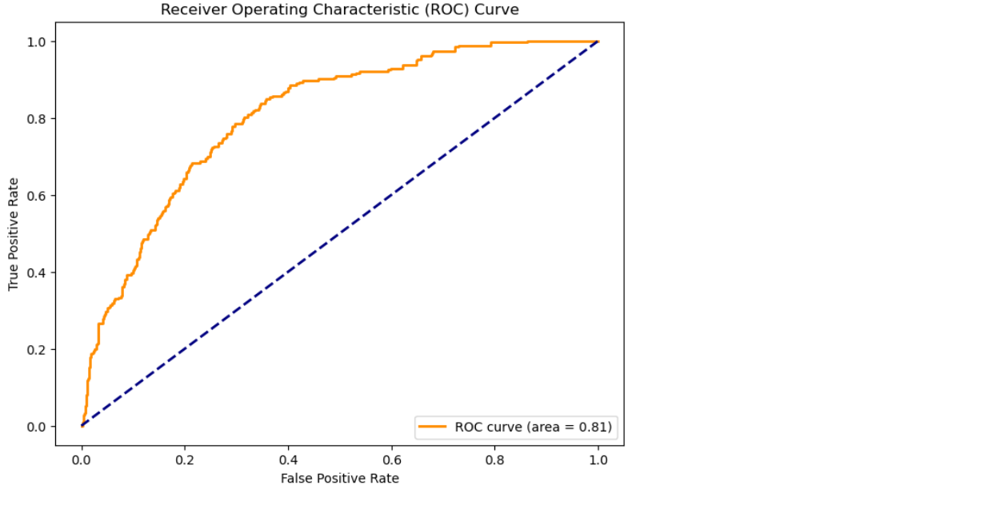 Receiver Operating Characteristic (ROC) Curve
1.0
0.8
0.6
0.4
0.2
0.0
True Positive Rate
ROC curve (area = 0.81)
0.0 0.2 0.4 0.6 0.8 1.0
False Positive Rate